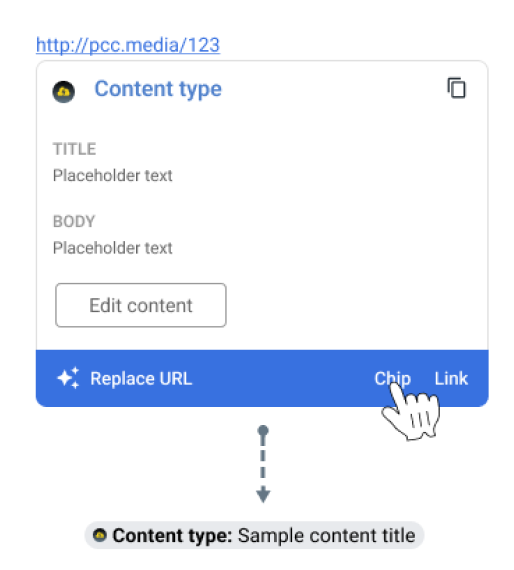 http://pcc.media/123
Content type
TITLE
Placeholder text
BODY
Placeholder text
Edit content
Replace URL Chip Link
Content type: Sample content title